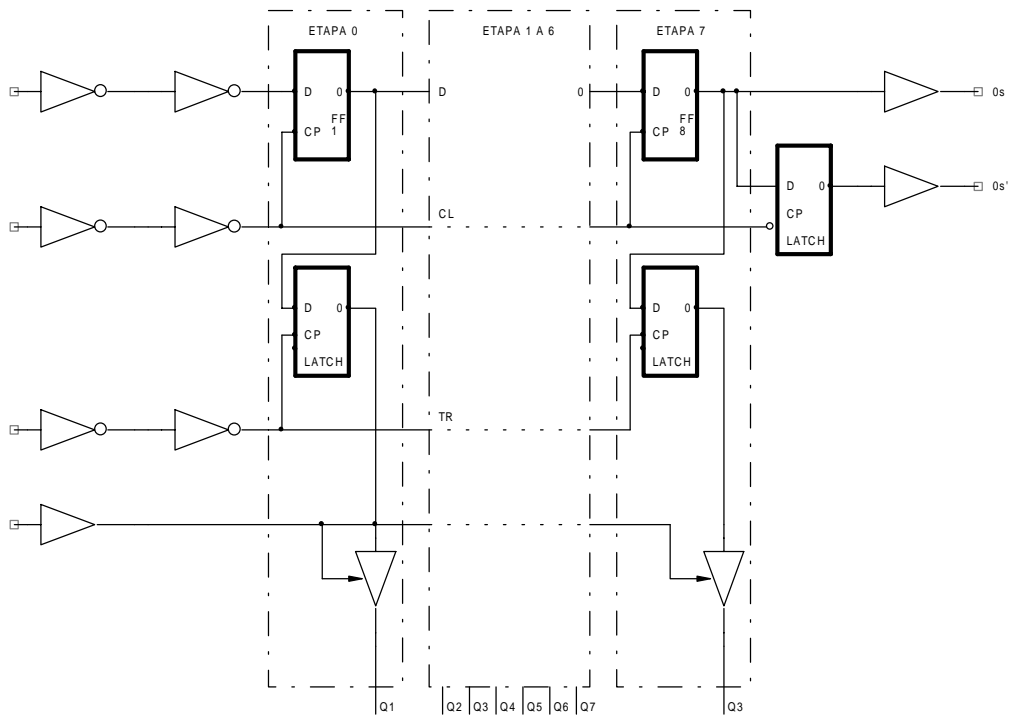 ETAPA 0
ETAPA 1 A 6
ETAPA 7
D 0
FF
1
CP
D
0
D 0
FF
8
CP
0s
D 0
CP
LATCH
0s'
CL
D 0
CP
LATCH
D 0
CP
LATCH
TR
Q1
Q2
Q3
Q4
Q5
Q6
Q7
Q3